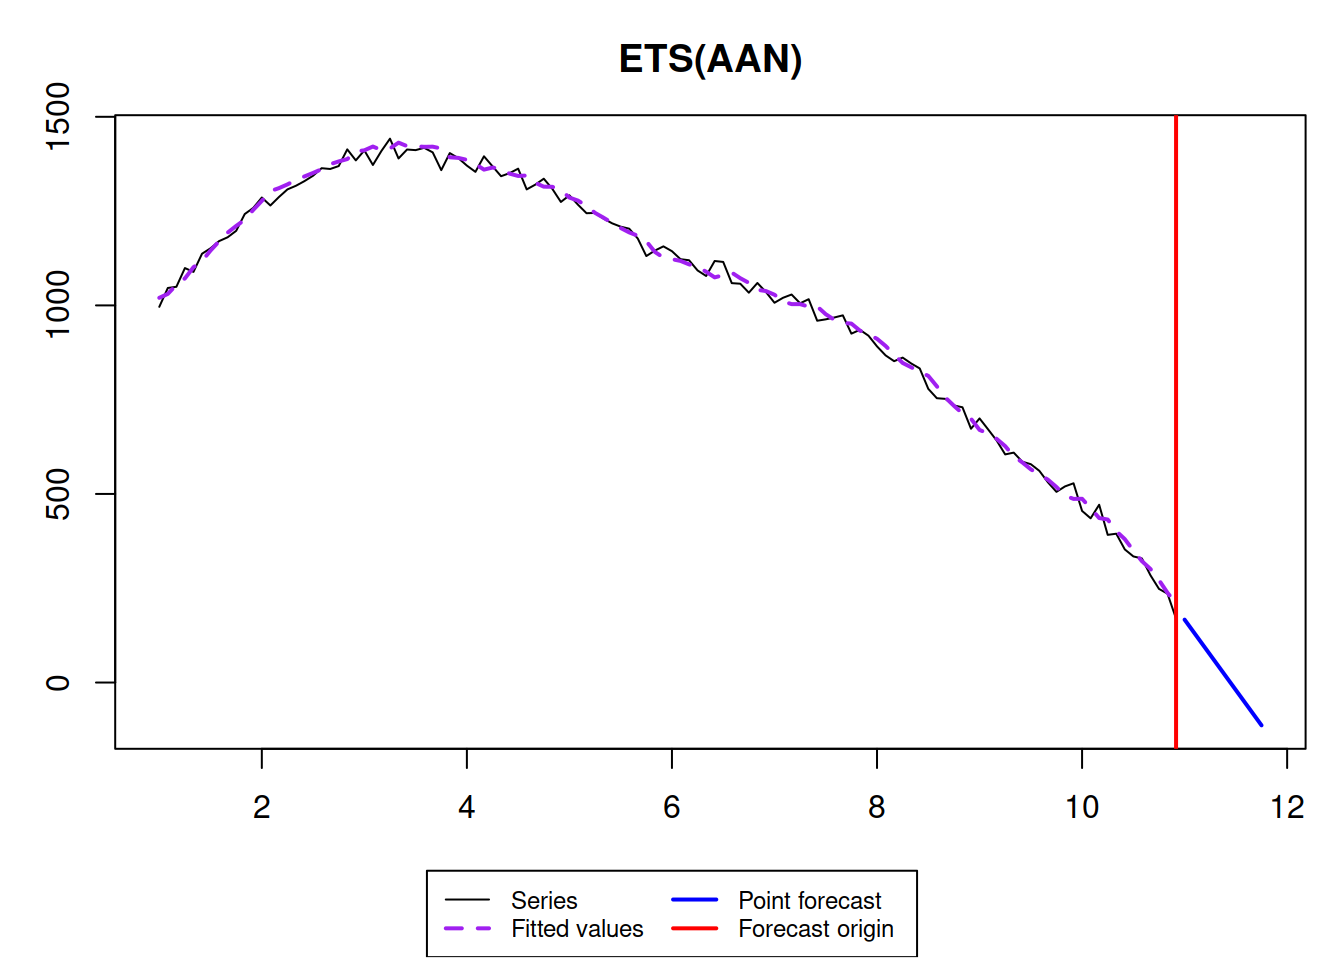 ETS(AAN)
1500
1000
500
0
2 4 6 8 10 12
Series Point forecast
Fitted values Forecast origin